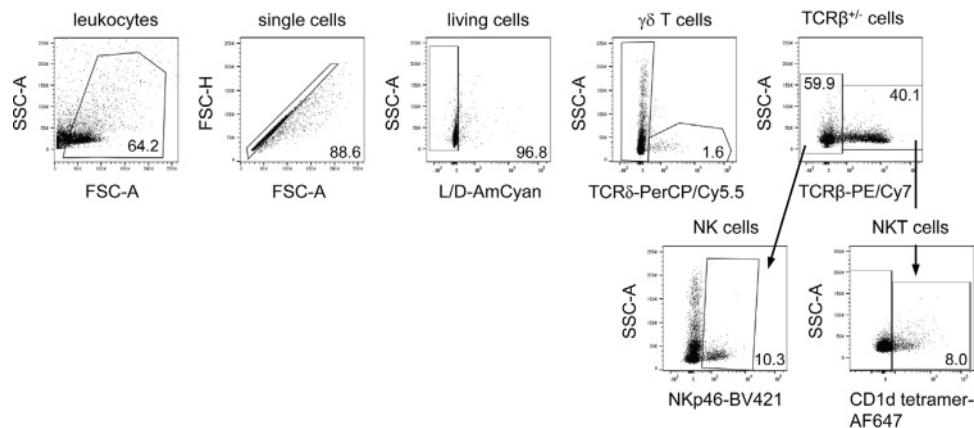 leukocytes
single cells
living cells
γδ T cells
TCRβ+/- cells
SSC-A
FSC-H
SSC-A
SSC-A
SSC-A
64.2
88.6
96.8
1.6
59.9
40.1
FSC-A
FSC-A
L/D-AmCyan
TCRδ-PerCP/Cy5.5
TCRβ-PE/Cy7
NK cells
NKT cells
SSC-A
SSC-A
10.3
8.0
NKp46-BV421
CD1d tetramer-
AF647